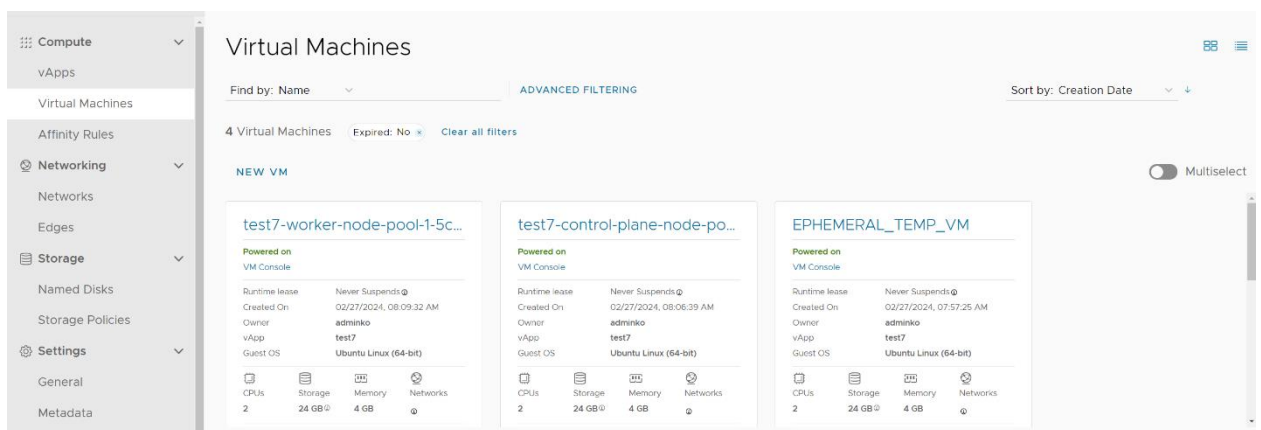 Compute
vApps
Virtual Machines
Affinity Rules
Networking
Networks
Edges
Storage
Named Disks
Storage Policies
Settings
General
Metadata
Virtual Machines
Find by: Name
ADVANCED FILTERING
Sort by: Creation Date
4 Virtual Machines
Expired: No
Clear all filters
NEW VM
Multiselect
test7-worker-node-pool-1-5c...
Powered on
VM Console
Runtime lease Never Suspends
Created On 02/27/2024, 08:09:32 AM
Owner adminko
vApp test7
Guest OS Ubuntu Linux (64-bit)
CPUs Storage Memory Networks
2 24 GB 4 GB
test7-control-plane-node-po...
Powered on
VM Console
Runtime lease Never Suspends
Created On 02/27/2024, 08:06:39 AM
Owner adminko
vApp test7
Guest OS Ubuntu Linux (64-bit)
CPUs Storage Memory Networks
2 24 GB 4 GB
EPHEMERAL_TEMP_VM
Powered on
VM Console
Runtime lease Never Suspends
Created On 02/27/2024, 07:57:25 AM
Owner adminko
vApp test7
Guest OS Ubuntu Linux (64-bit)
CPUs Storage Memory Networks
2 24 GB 4 GB